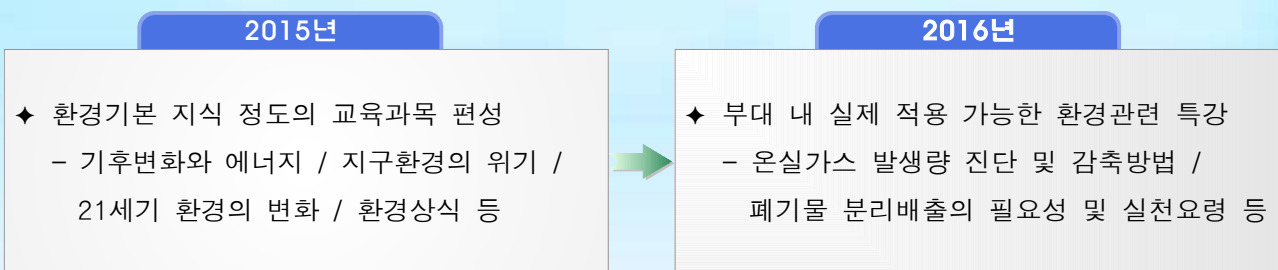 2015년
✦ 환경기본 지식 정도의 교육과목 편성
- 기후변화와 에너지 / 지구환경의 위기 /
21세기 환경의 변화 / 환경상식 등
2016년
✦ 부대 내 실제 적용 가능한 환경관련 특강
- 온실가스 발생량 진단 및 감축방법 /
폐기물 분리배출의 필요성 및 실천요령 등